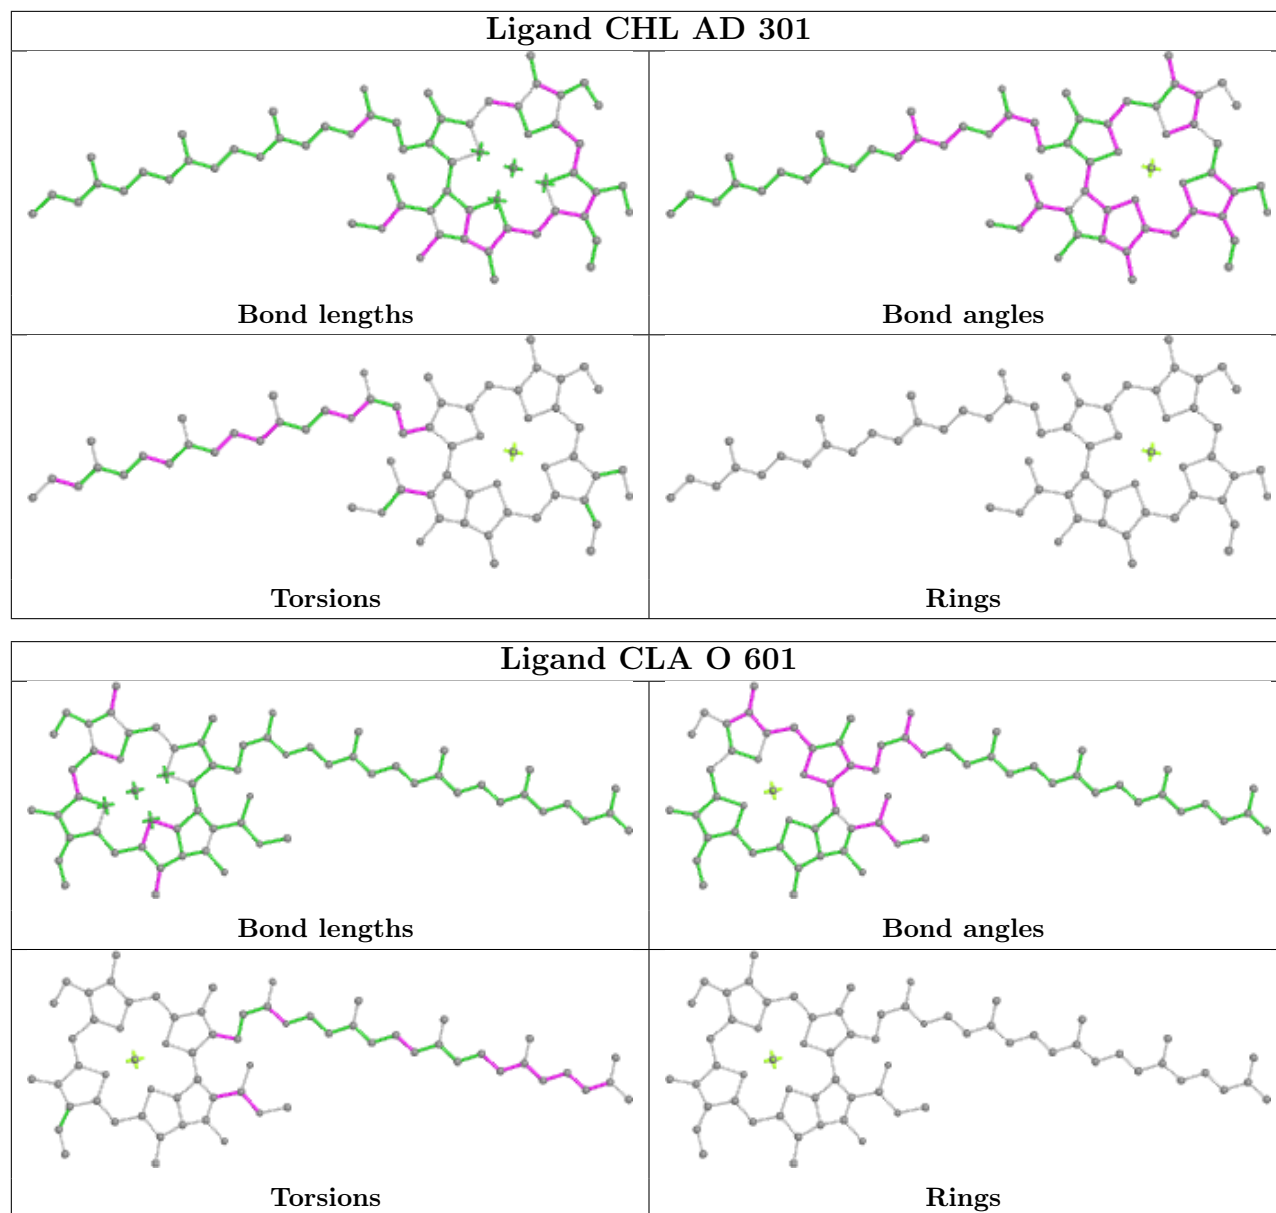 Ligand CHL AD 301
Bond lengths
Bond angles
Torsions
Rings
Ligand CLA O 601
Bond lengths
Bond angles
Torsions
Rings